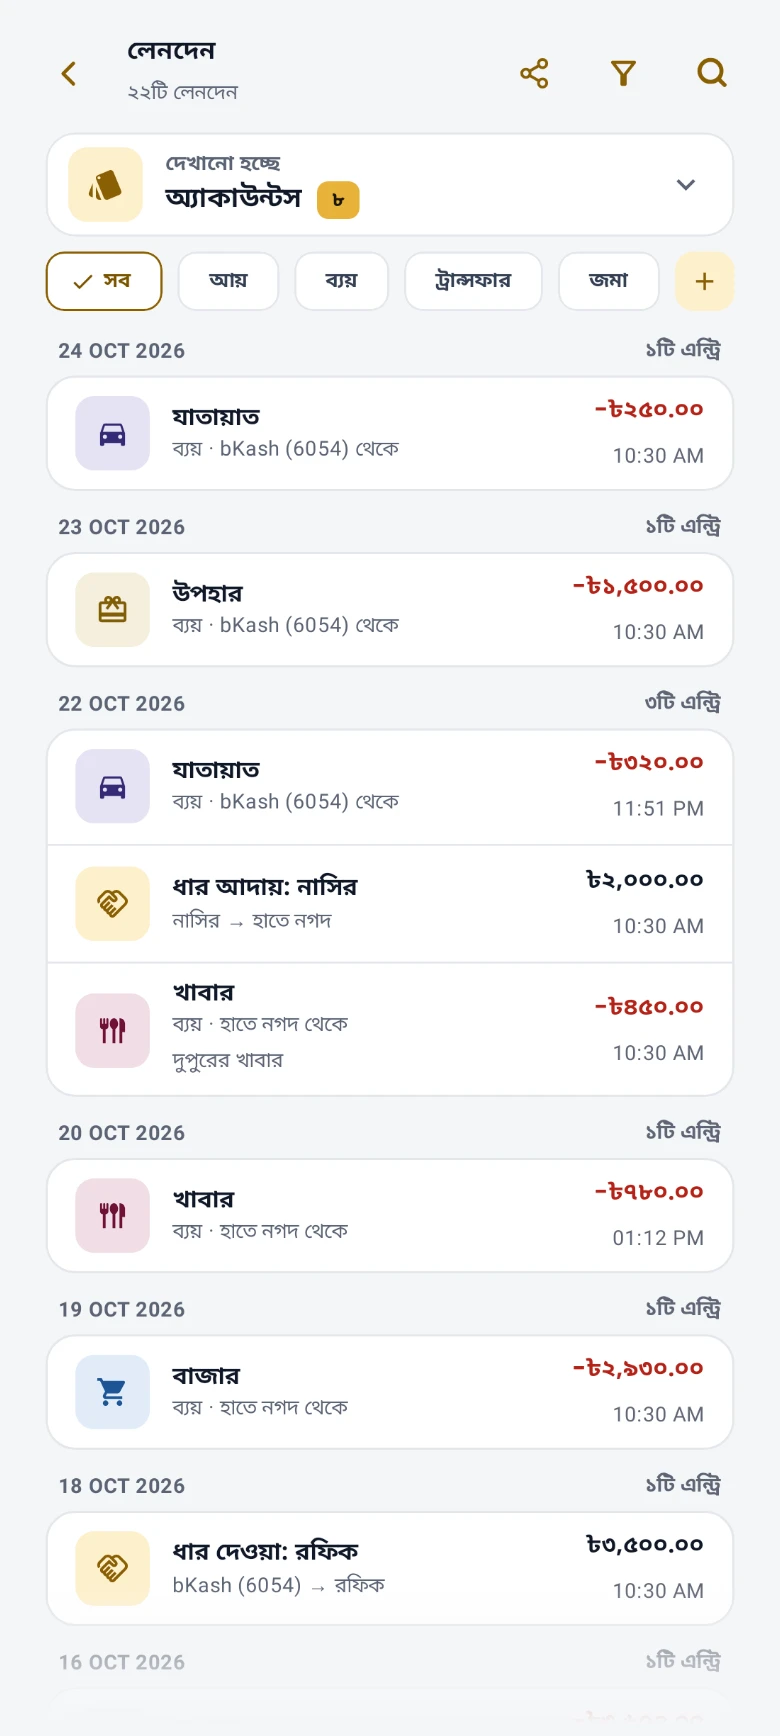 লেনদেন
২২টি লেনদেন
দেখানো হচ্ছে
অ্যাকাউন্টস ৮
সব আয় ব্যয় ট্রান্সফার জমা +
24 OCT 2026 ১টি এন্ট্রি
যাতায়াত −৳২৫০.০০
ব্যয় · bKash (6054) থেকে 10:30 AM
23 OCT 2026 ১টি এন্ট্রি
উপহার −৳১,৫০০.০০
ব্যয় · bKash (6054) থেকে 10:30 AM
22 OCT 2026 ৩টি এন্ট্রি
যাতায়াত −৳৩২০.০০
ব্যয় · bKash (6054) থেকে 11:51 PM
ধার আদায়: নাসির ৳২,০০০.০০
নাসির → হাতে নগদ 10:30 AM
খাবার −৳৪৫০.০০
ব্যয় · হাতে নগদ থেকে 10:30 AM
দুপুরের খাবার
20 OCT 2026 ১টি এন্ট্রি
খাবার −৳৭৮০.০০
ব্যয় · হাতে নগদ থেকে 01:12 PM
19 OCT 2026 ১টি এন্ট্রি
বাজার −৳২,৯৩০.০০
ব্যয় · হাতে নগদ থেকে 10:30 AM
18 OCT 2026 ১টি এন্ট্রি
ধার দেওয়া: রফিক ৳৩,৫০০.০০
bKash (6054) → রফিক 10:30 AM
16 OCT 2026 ১টি এন্ট্রি